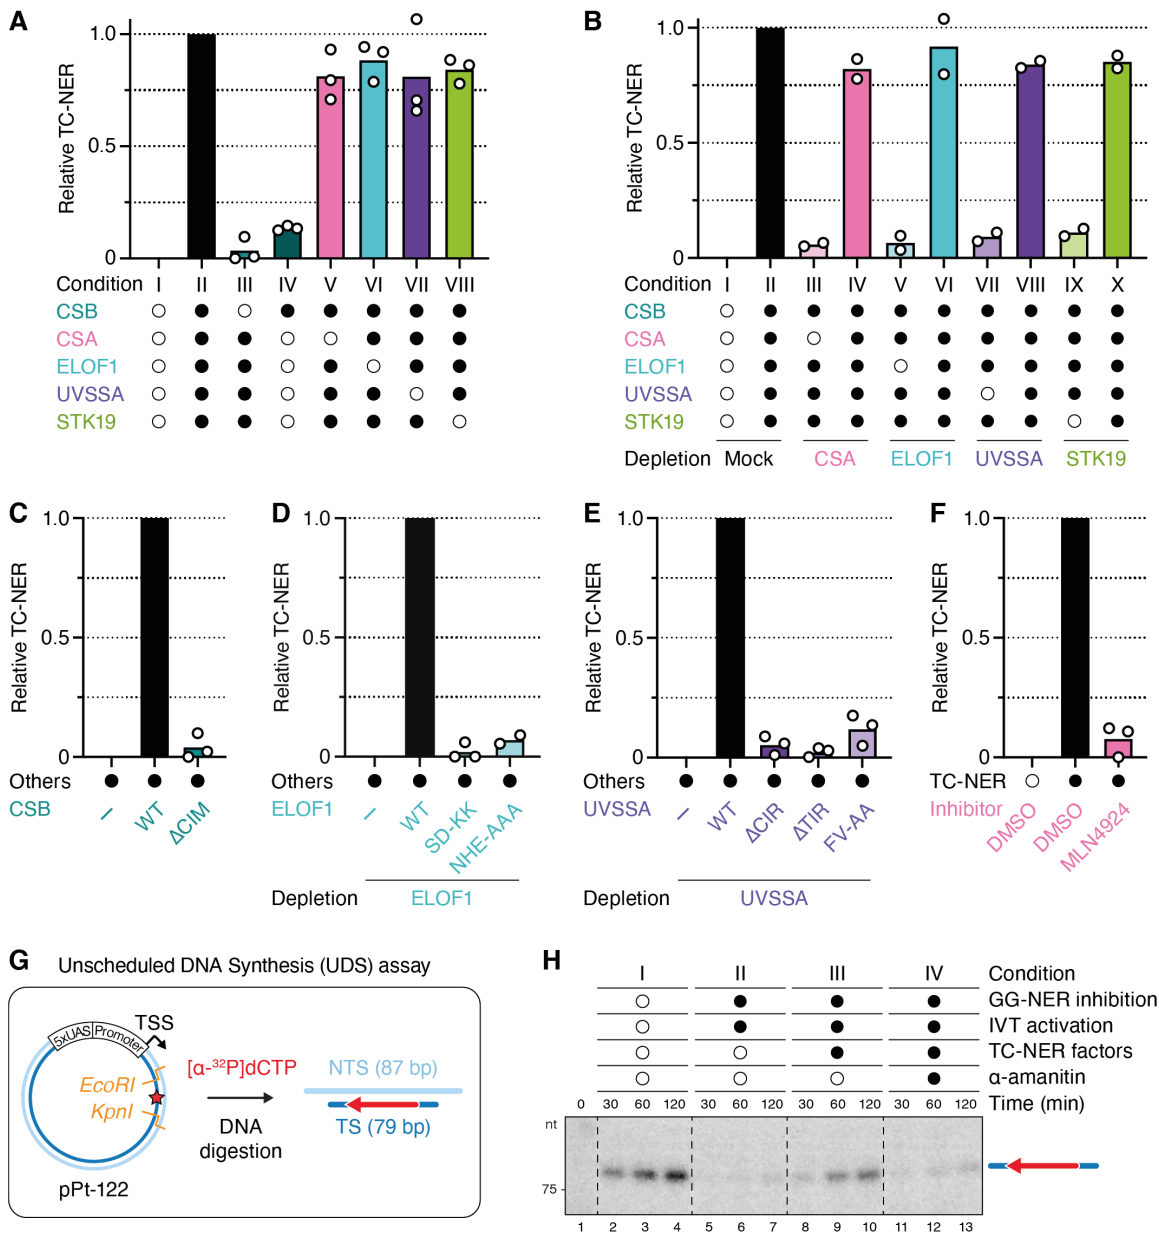 A
Relative TC-NER
1.0
0.5
0
Condition I II III IV V VI VII VIII
CSB
CSA
ELOF1
UVSSA
STK19
B
Relative TC-NER
1.0
0.5
0
Condition I II III IV V VI VII VIII IX X
CSB
CSA
ELOF1
UVSSA
STK19
Depletion Mock CSA ELOF1 UVSSA STK19
C
Relative TC-NER
1.0
0.5
0
Others
CSB – WT ΔCIM
D
Relative TC-NER
1.0
0.5
0
Others
ELOF1 – WT SD-KK NHE-AAA
Depletion ELOF1
E
Relative TC-NER
1.0
0.5
0
Others
UVSSA – WT ΔCIR ΔTIR FV-AA
Depletion UVSSA
F
Relative TC-NER
1.0
0.5
0
TC-NER
Inhibitor DMSO DMSO MLN4924
G
Unscheduled DNA Synthesis (UDS) assay
5xUAS Promoter TSS
EcoRI
KpnI
pPt-122
[α-³²P]dCTP
DNA
digestion
NTS (87 bp)
TS (79 bp)
H
I II III IV Condition
GG-NER inhibition
IVT activation
TC-NER factors
α-amanitin
0 30 60 120 30 60 120 30 60 120 30 60 120 Time (min)
nt
75
1 2 3 4 5 6 7 8 9 10 11 12 13